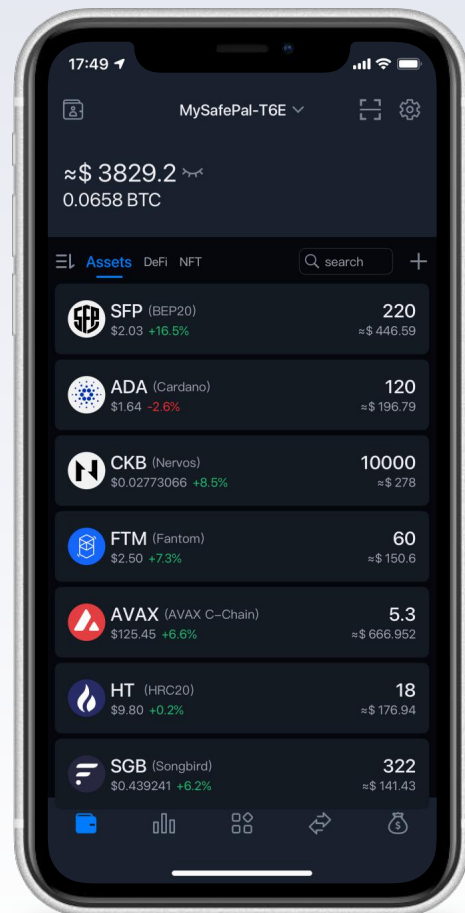 17:49
MySafePal-T6E
≈$ 3829.2
0.0658 BTC
Assets DeFi NFT search
SFP (BEP20) 220
$2.03 +16.5% ≈$ 446.59
ADA (Cardano) 120
$1.64 -2.6% ≈$ 196.79
CKB (Nervos) 10000
$0.02773066 +8.5% ≈$ 278
FTM (Fantom) 60
$2.50 +7.3% ≈$ 150.6
AVAX (AVAX C-Chain) 5.3
$125.45 +6.6% ≈$ 666.952
HT (HRC20) 18
$9.80 +0.2% ≈$ 176.94
SGB (Songbird) 322
$0.439241 +6.2% ≈$ 141.43